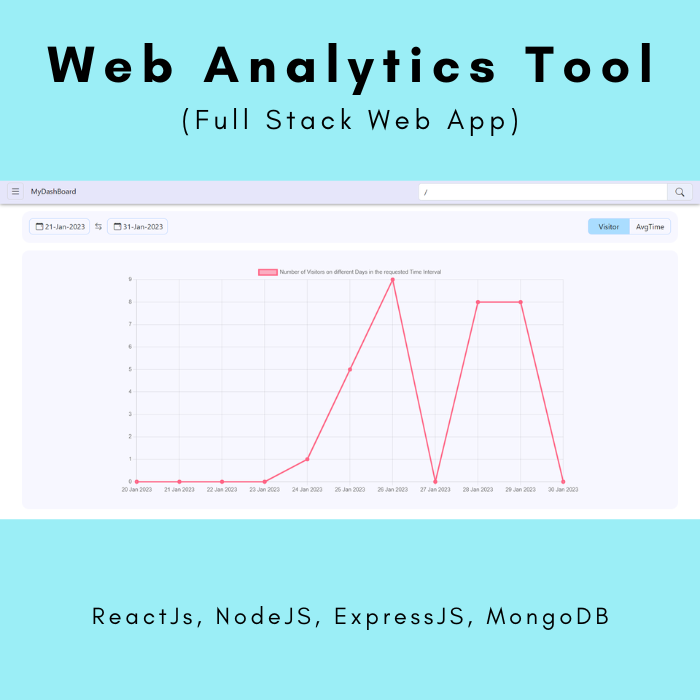 Web Analytics Tool
(Full Stack Web App)
MyDashBoard
/
21-Jan-2023
31-Jan-2023
Visitor
AvgTime
Number of Visitors on different Days in the requested Time Interval
9
8
7
6
5
4
3
2
1
0
20 Jan 2023 21 Jan 2023 22 Jan 2023 23 Jan 2023 24 Jan 2023 25 Jan 2023 26 Jan 2023 27 Jan 2023 28 Jan 2023 29 Jan 2023 30 Jan 2023
ReactJs, NodeJS, ExpressJS, MongoDB